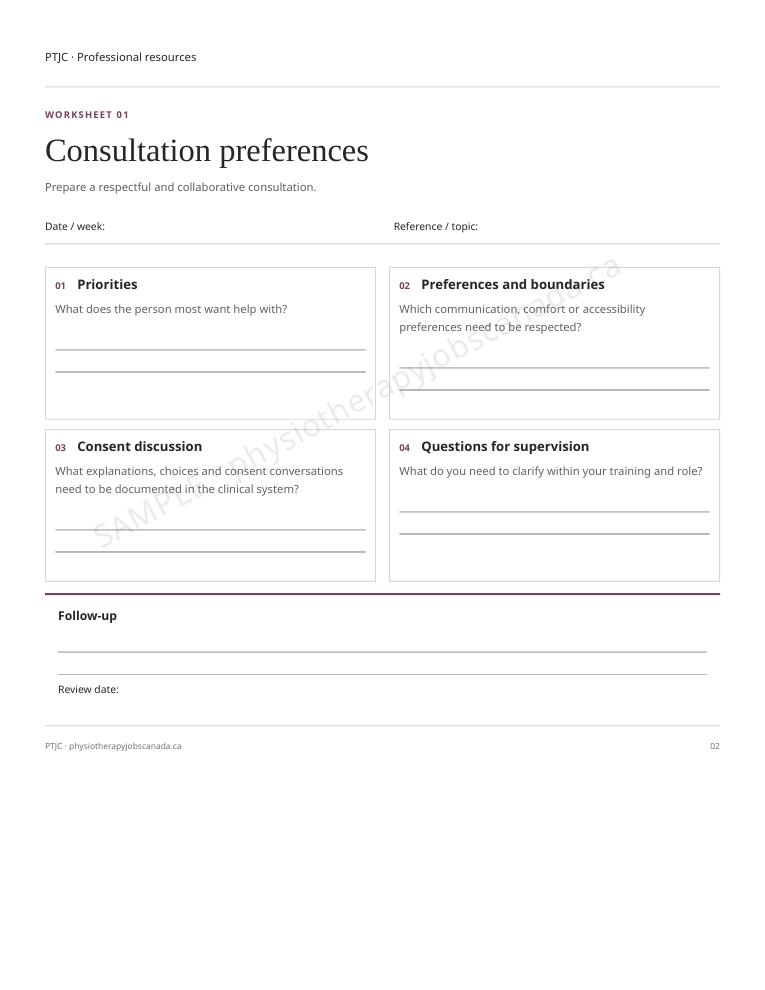 PTJC · Professional resources
WORKSHEET 01
Consultation preferences
Prepare a respectful and collaborative consultation.
Date / week:
Reference / topic:
01 Priorities
What does the person most want help with?
02 Preferences and boundaries
Which communication, comfort or accessibility
preferences need to be respected?
03 Consent discussion
What explanations, choices and consent conversations
need to be documented in the clinical system?
04 Questions for supervision
What do you need to clarify within your training and role?
SAMPLE · physiotherapyjobscanada.ca
Follow-up
Review date:
PTJC · physiotherapyjobscanada.ca
02